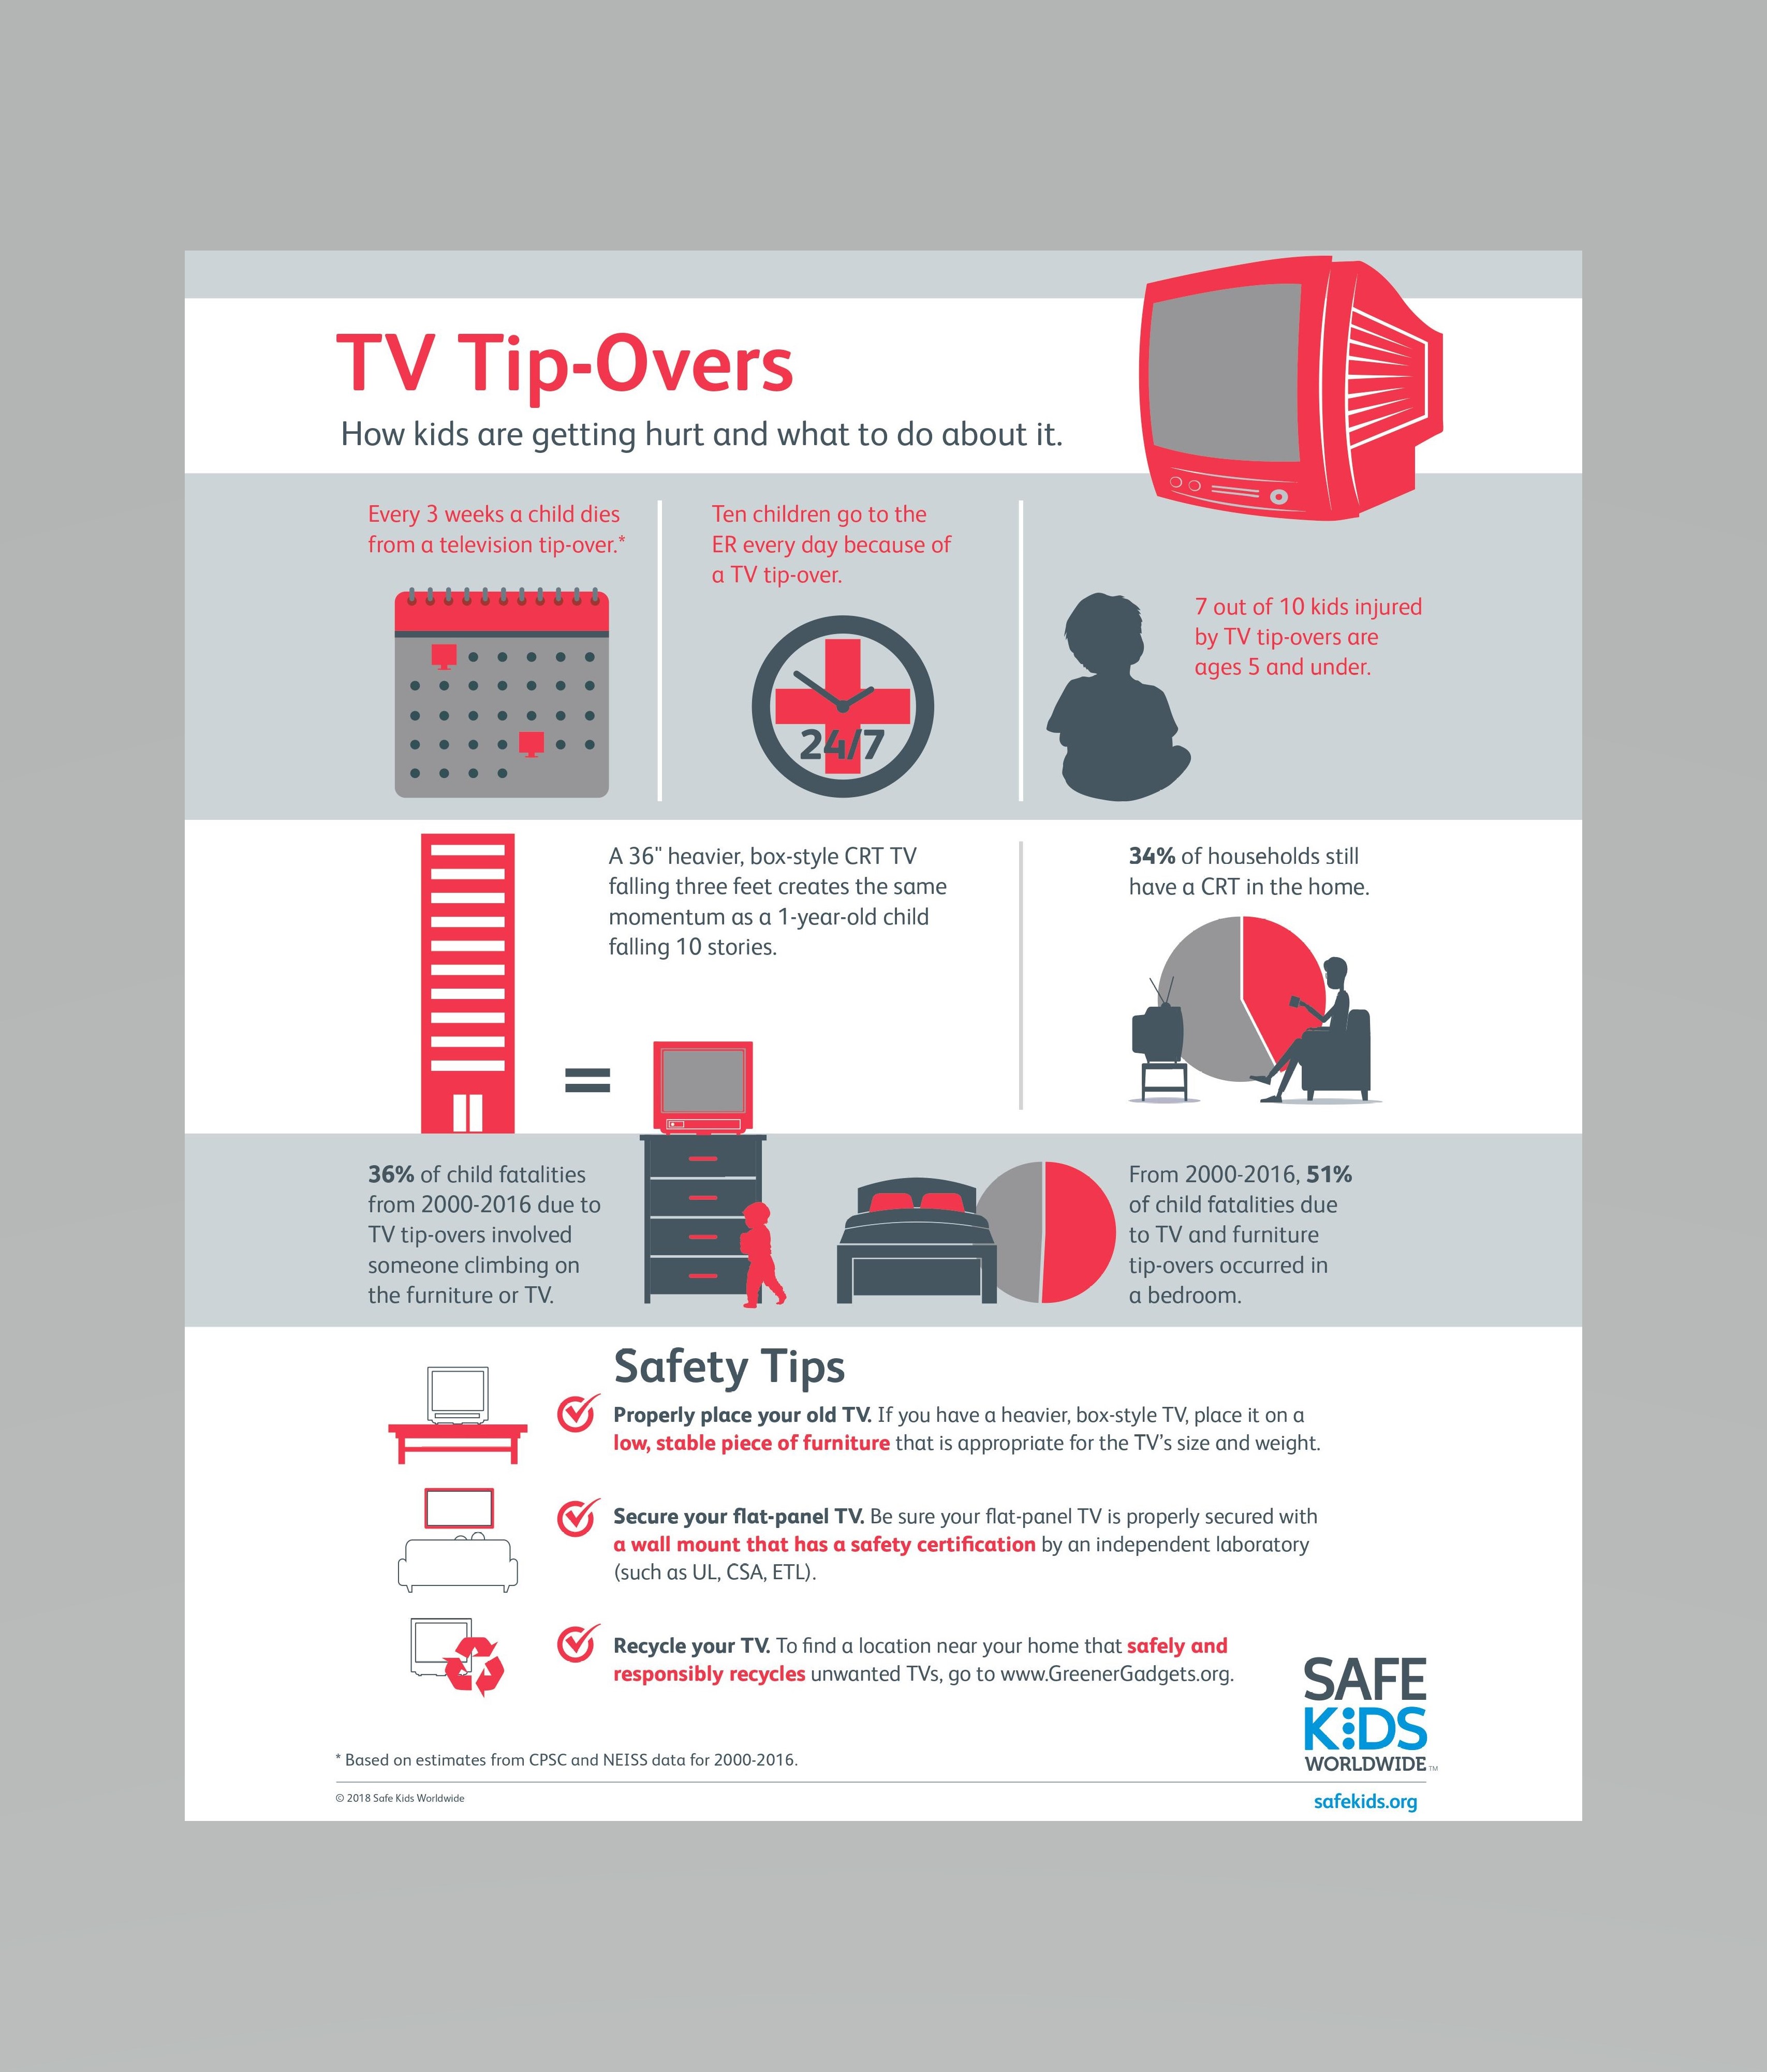 TV Tip-Overs
How kids are getting hurt and what to do about it.
Every 3 weeks a child dies
from a television tip-over.*
Ten children go to the
ER every day because of
a TV tip-over.
24/7
7 out of 10 kids injured
by TV tip-overs are
ages 5 and under.
A 36" heavier, box-style CRT TV
falling three feet creates the same
momentum as a 1-year-old child
falling 10 stories.
=
34% of households still
have a CRT in the home.
36% of child fatalities
from 2000-2016 due to
TV tip-overs involved
someone climbing on
the furniture or TV.
From 2000-2016, 51%
of child fatalities due
to TV and furniture
tip-overs occurred in
a bedroom.
Safety Tips
Properly place your old TV. If you have a heavier, box-style TV, place it on a
low, stable piece of furniture that is appropriate for the TV’s size and weight.
Secure your flat-panel TV. Be sure your flat-panel TV is properly secured with
a wall mount that has a safety certification by an independent laboratory
(such as UL, CSA, ETL).
Recycle your TV. To find a location near your home that safely and
responsibly recycles unwanted TVs, go to www.GreenerGadgets.org.
SAFE
KIDS
WORLDWIDE™
* Based on estimates from CPSC and NEISS data for 2000-2016.
© 2018 Safe Kids Worldwide
safekids.org